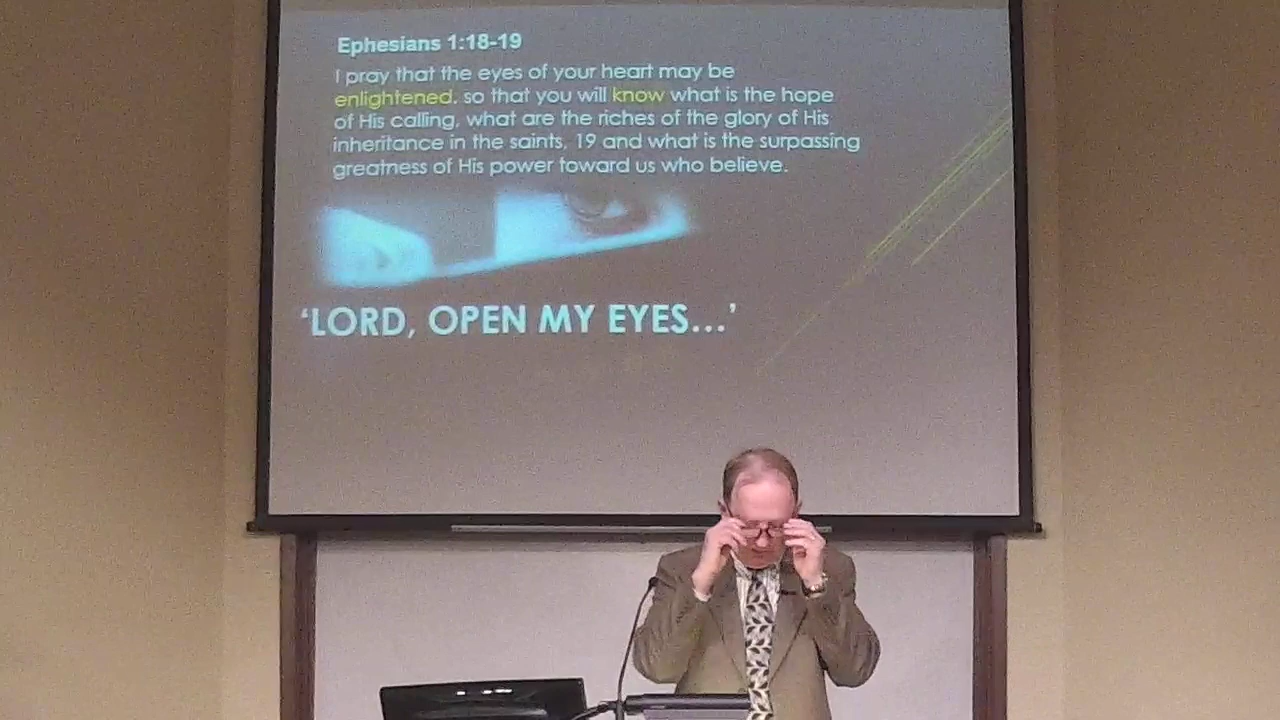 Ephesians 1:18-19
I pray that the eyes of your heart may be
enlightened. so that you will know what is the hope
of His calling, what are the riches of the glory of His
inheritance in the saints, 19 and what is the surpassing
greatness of His power toward us who believe.
‘LORD, OPEN MY EYES...’